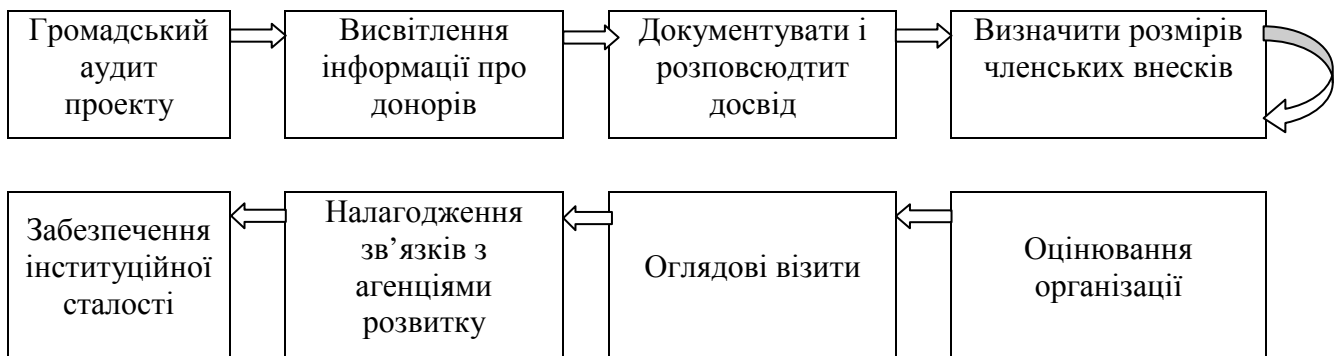 Громадський
аудит
проекту
Висвітлення
інформації про
донорів
Документувати і
розповсюдтит
досвід
Визначити розмірів
членських внесків
Забезпечення
інституційної
сталості
Налагодження
зв’язків з
агенціями
розвитку
Оглядові візити
Оцінювання
організації